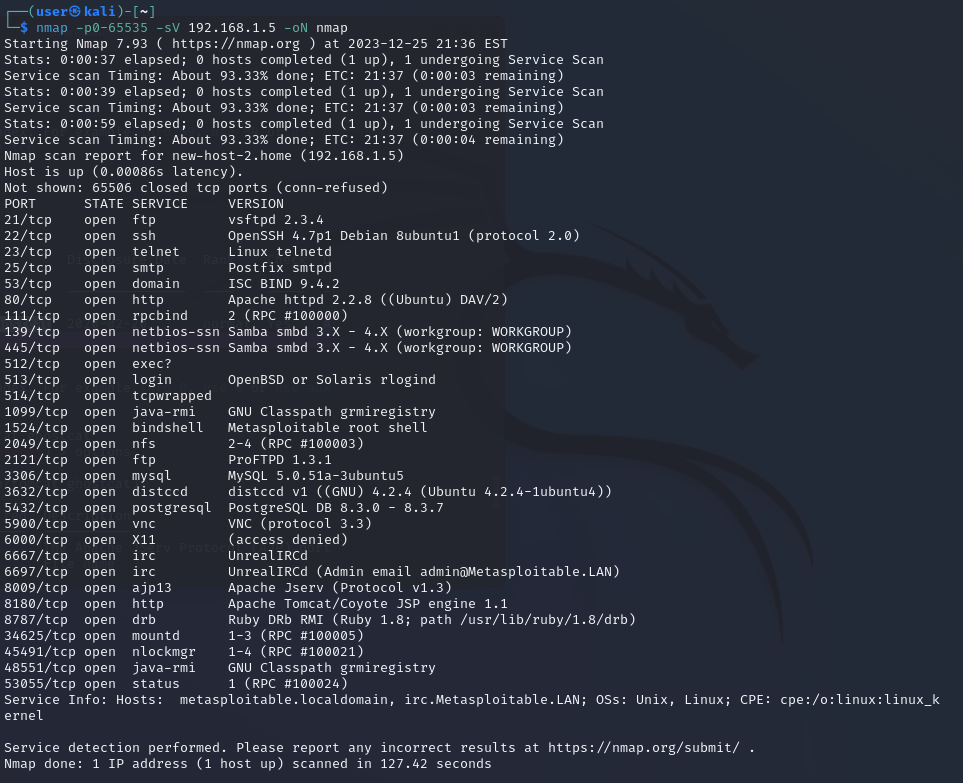 ┌──(user㉿kali)-[~]
└─$ nmap -p0-65535 -sV 192.168.1.5 -oN nmap
Starting Nmap 7.93 ( https://nmap.org ) at 2023-12-25 21:36 EST
Stats: 0:00:37 elapsed; 0 hosts completed (1 up), 1 undergoing Service Scan
Service scan Timing: About 93.33% done; ETC: 21:37 (0:00:03 remaining)
Stats: 0:00:39 elapsed; 0 hosts completed (1 up), 1 undergoing Service Scan
Service scan Timing: About 93.33% done; ETC: 21:37 (0:00:03 remaining)
Stats: 0:00:59 elapsed; 0 hosts completed (1 up), 1 undergoing Service Scan
Service scan Timing: About 93.33% done; ETC: 21:37 (0:00:04 remaining)
Nmap scan report for new-host-2.home (192.168.1.5)
Host is up (0.00086s latency).
Not shown: 65506 closed tcp ports (conn-refused)
PORT      STATE SERVICE     VERSION
21/tcp    open  ftp         vsftpd 2.3.4
22/tcp    open  ssh         OpenSSH 4.7p1 Debian 8ubuntu1 (protocol 2.0)
23/tcp    open  telnet      Linux telnetd
25/tcp    open  smtp        Postfix smtpd
53/tcp    open  domain      ISC BIND 9.4.2
80/tcp    open  http        Apache httpd 2.2.8 ((Ubuntu) DAV/2)
111/tcp   open  rpcbind     2 (RPC #100000)
139/tcp   open  netbios-ssn Samba smbd 3.X - 4.X (workgroup: WORKGROUP)
445/tcp   open  netbios-ssn Samba smbd 3.X - 4.X (workgroup: WORKGROUP)
512/tcp   open  exec?
513/tcp   open  login       OpenBSD or Solaris rlogind
514/tcp   open  tcpwrapped
1099/tcp  open  java-rmi    GNU Classpath grmiregistry
1524/tcp  open  bindshell   Metasploitable root shell
2049/tcp  open  nfs         2-4 (RPC #100003)
2121/tcp  open  ftp         ProFTPD 1.3.1
3306/tcp  open  mysql       MySQL 5.0.51a-3ubuntu5
3632/tcp  open  distccd     distccd v1 ((GNU) 4.2.4 (Ubuntu 4.2.4-1ubuntu4))
5432/tcp  open  postgresql  PostgreSQL DB 8.3.0 - 8.3.7
5900/tcp  open  vnc         VNC (protocol 3.3)
6000/tcp  open  X11         (access denied)
6667/tcp  open  irc         UnrealIRCd
6697/tcp  open  irc         UnrealIRCd (Admin email admin@Metasploitable.LAN)
8009/tcp  open  ajp13       Apache Jserv (Protocol v1.3)
8180/tcp  open  http        Apache Tomcat/Coyote JSP engine 1.1
8787/tcp  open  drb         Ruby DRb RMI (Ruby 1.8; path /usr/lib/ruby/1.8/drb)
34625/tcp open  mountd      1-3 (RPC #100005)
45491/tcp open  nlockmgr    1-4 (RPC #100021)
48551/tcp open  java-rmi    GNU Classpath grmiregistry
53055/tcp open  status      1 (RPC #100024)
Service Info: Hosts:  metasploitable.localdomain, irc.Metasploitable.LAN; OSs: Unix, Linux; CPE: cpe:/o:linux:linux_k
ernel

Service detection performed. Please report any incorrect results at https://nmap.org/submit/ .
Nmap done: 1 IP address (1 host up) scanned in 127.42 seconds